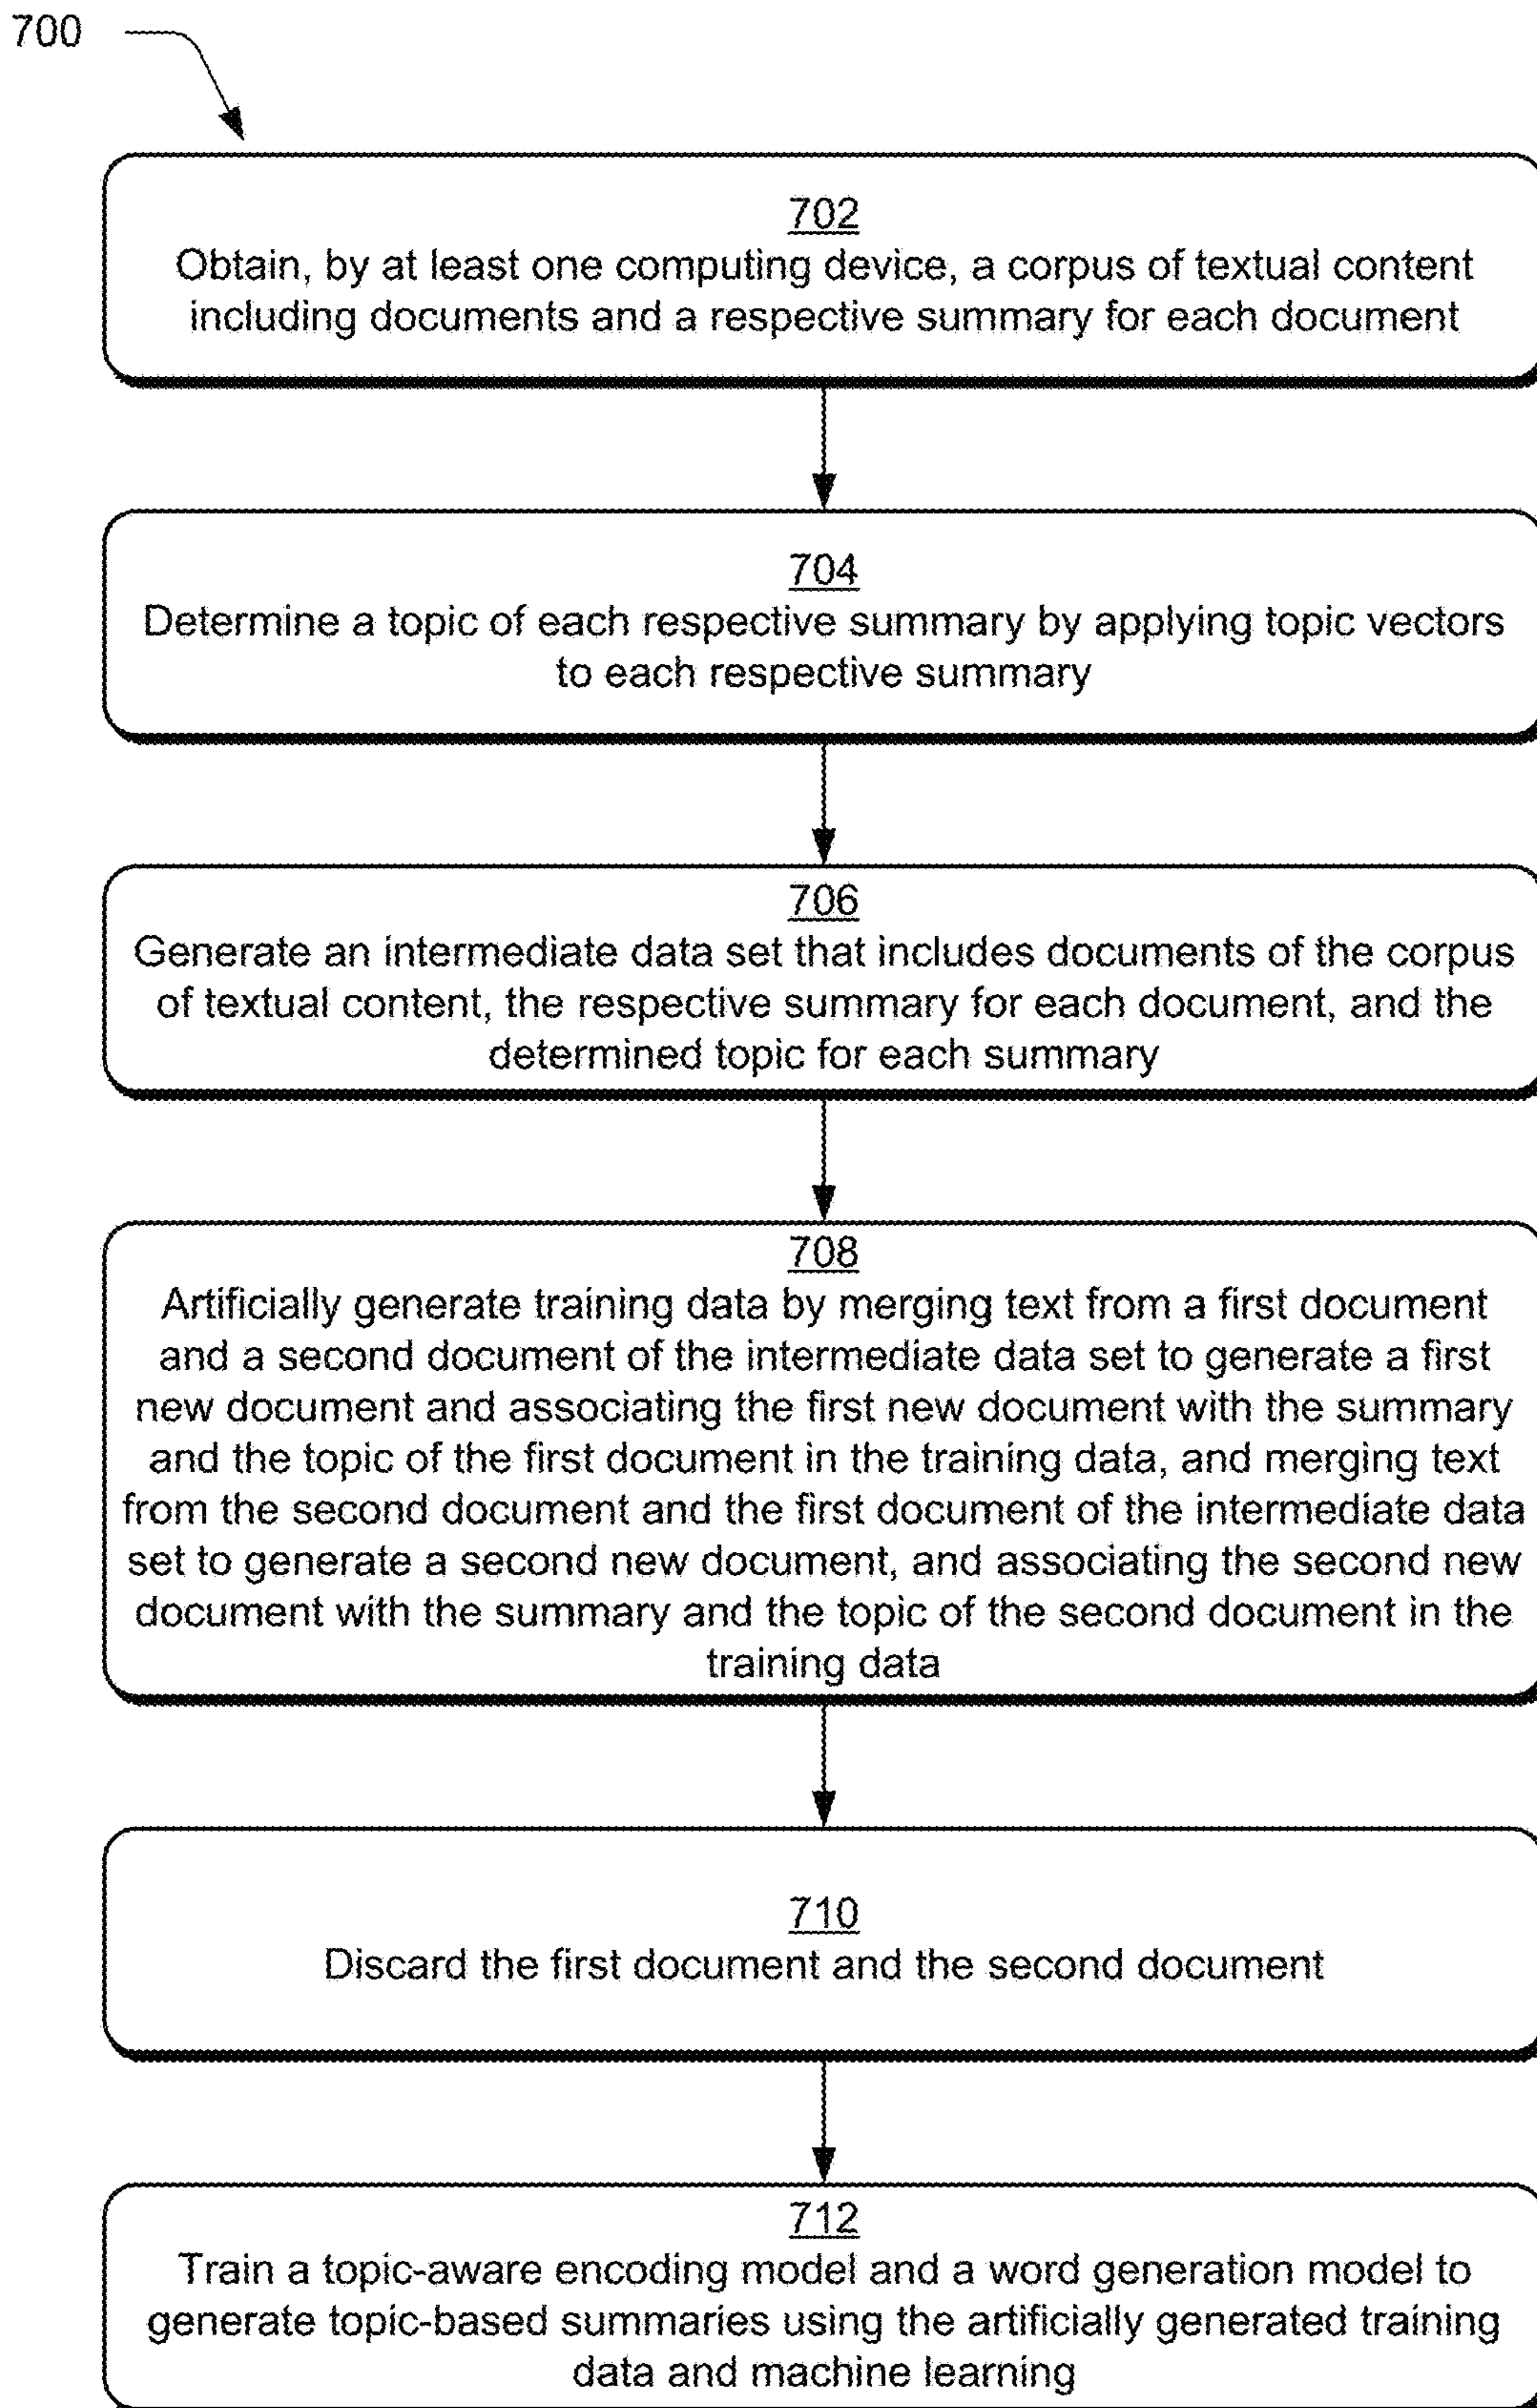 700
702
Obtain, by at least one computing device, a corpus of textual content
including documents and a respective summary for each document
704
Determine a topic of each respective summary by applying topic vectors
to each respective summary
706
Generate an intermediate data set that includes documents of the corpus
of textual content, the respective summary for each document, and the
determined topic for each summary
708
Artificially generate training data by merging text from a first document
and a second document of the intermediate data set to generate a first
new document and associating the first new document with the summary
and the topic of the first document in the training data, and merging text
from the second document and the first document of the intermediate data
set to generate a second new document, and associating the second new
document with the summary and the topic of the second document in the
training data
710
Discard the first document and the second document
712
Train a topic-aware encoding model and a word generation model to
generate topic-based summaries using the artificially generated training
data and machine learning